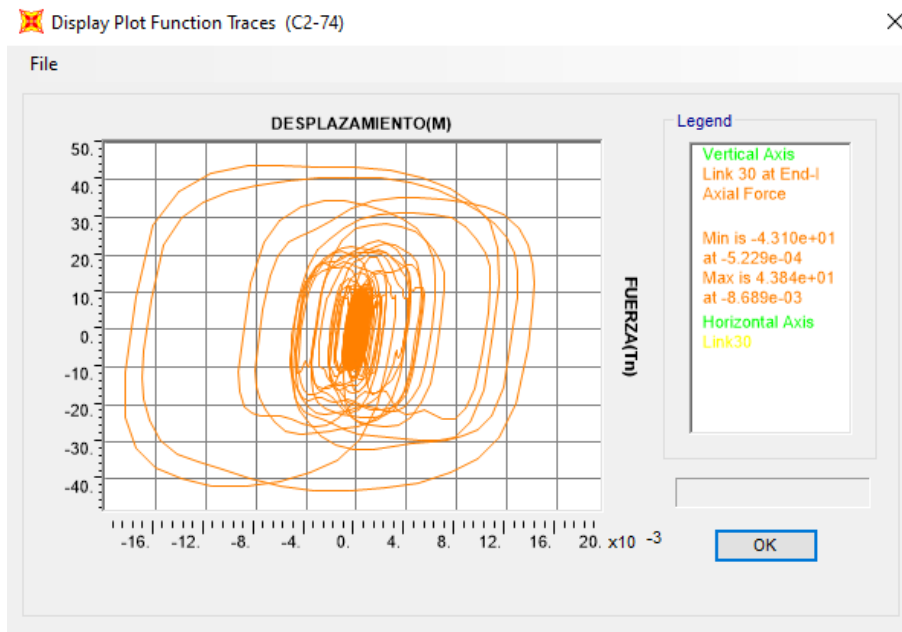 Display Plot Function Traces (C2-74)
File
DESPLAZAMIENTO(M)
50.
40.
30.
20.
10.
0.
-10.
-20.
-30.
-40.
-16. -12. -8. -4. 0. 4. 8. 12. 16. 20. x10 -3
FUERZA(Tn)
Legend
Vertical Axis
Link 30 at End-I
Axial Force
Min is -4.310e+01
at -5.229e-04
Max is 4.384e+01
at -8.689e-03
Horizontal Axis
Link30
OK